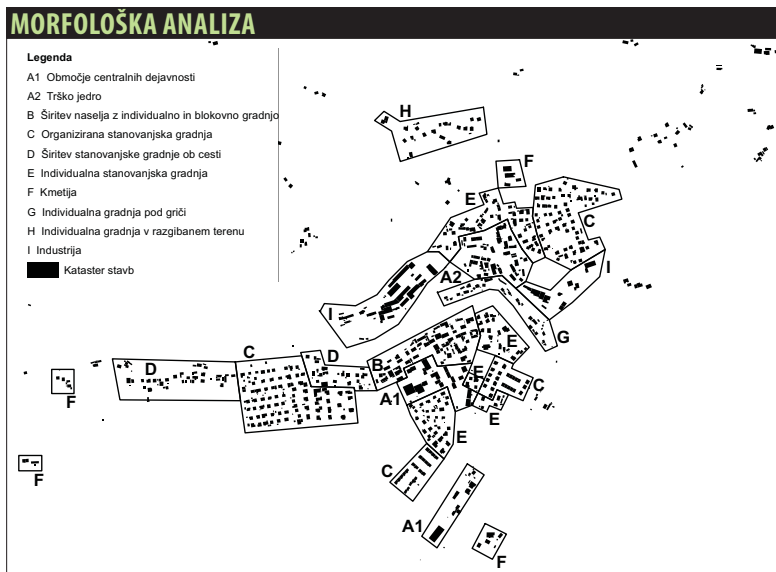 MORFOLOŠKA ANALIZA
Legenda
A1 Območje centralnih dejavnosti
A2 Trško jedro
B Širitev naselja z individualno in blokovno gradnjo
C Organizirana stanovanjska gradnja
D Širitev stanovanjske gradnje ob cesti
E Individualna stanovanjska gradnja
F Kmetija
G Individualna gradnja pod griči
H Individualna gradnja v razgibanem terenu
I Industrija
Kataster stavb
H
F
E
C
A2
I
I
G
C
D
E
D
B
E
F
A1
C
E
E
C
F
A1
F